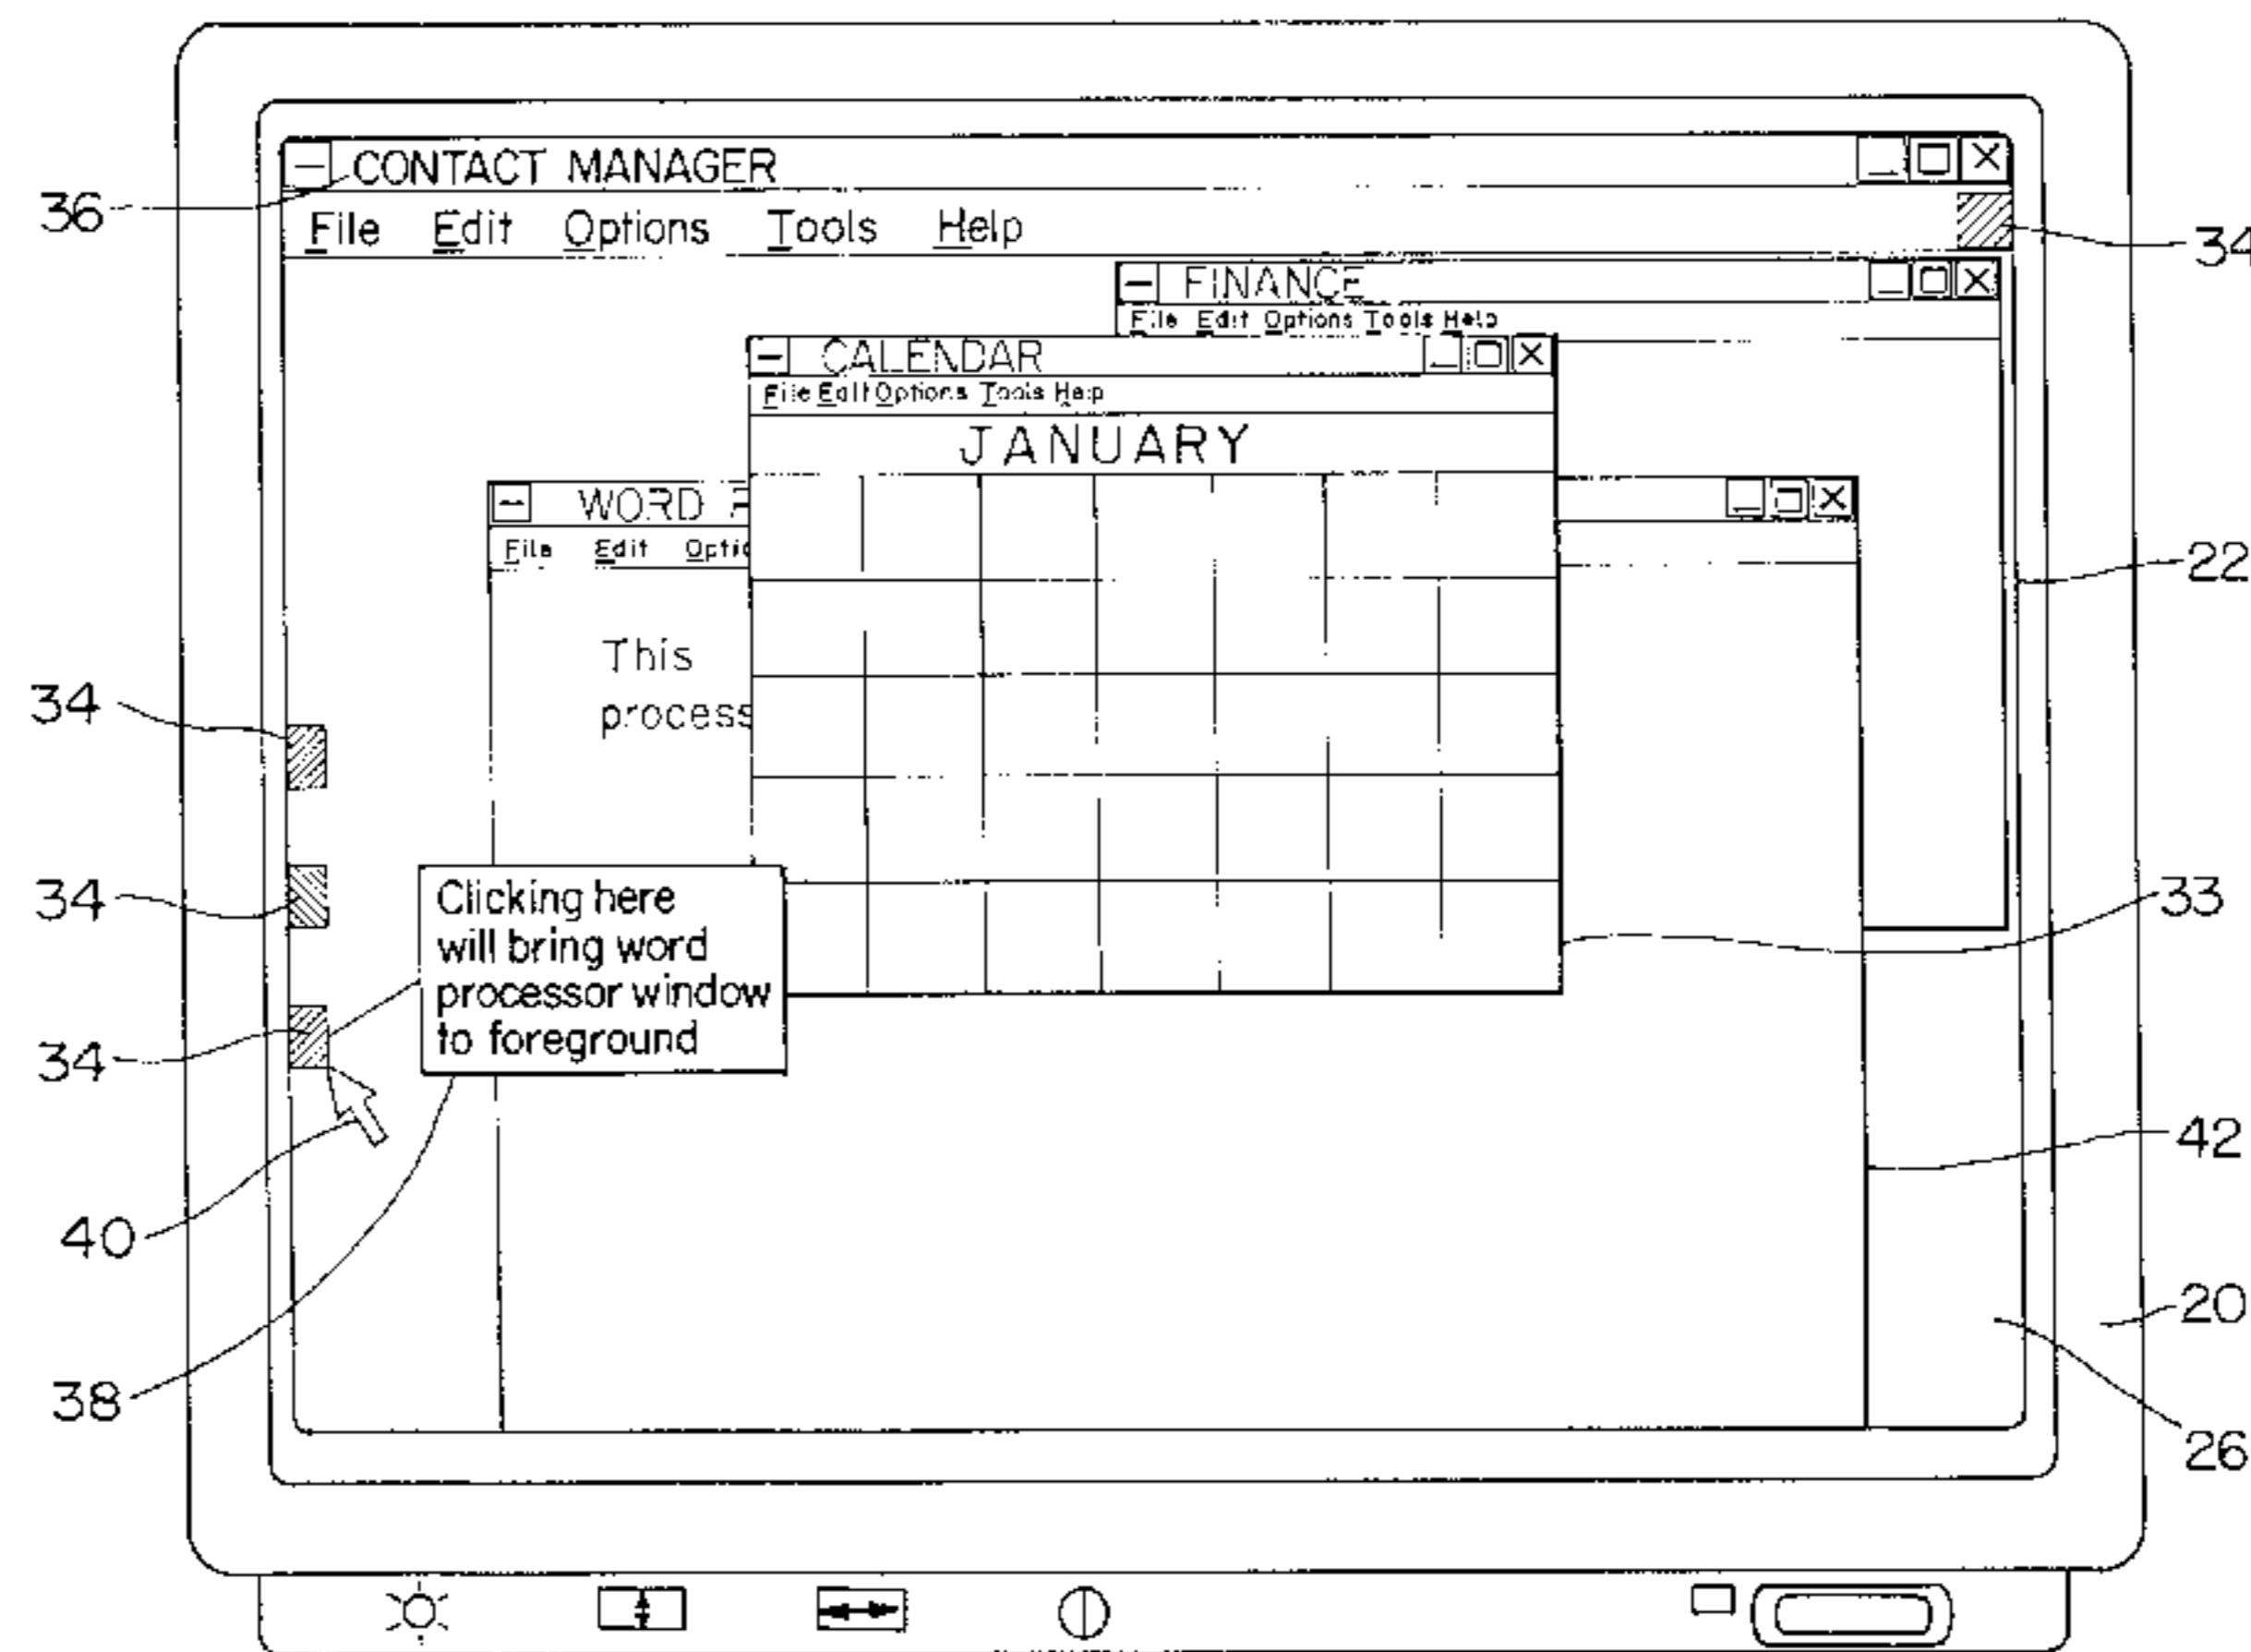 CONTACT MANAGER
36
File Edit Options Tools Help
34
FINANCE
File Edit Options Tools Help
CALENDAR
File Edit Options Tools Help
JANUARY
WORD
File Edit Optio
22
This
process
34
34
Clicking here
will bring word
processor window
to foreground
33
34
42
40
20
38
26